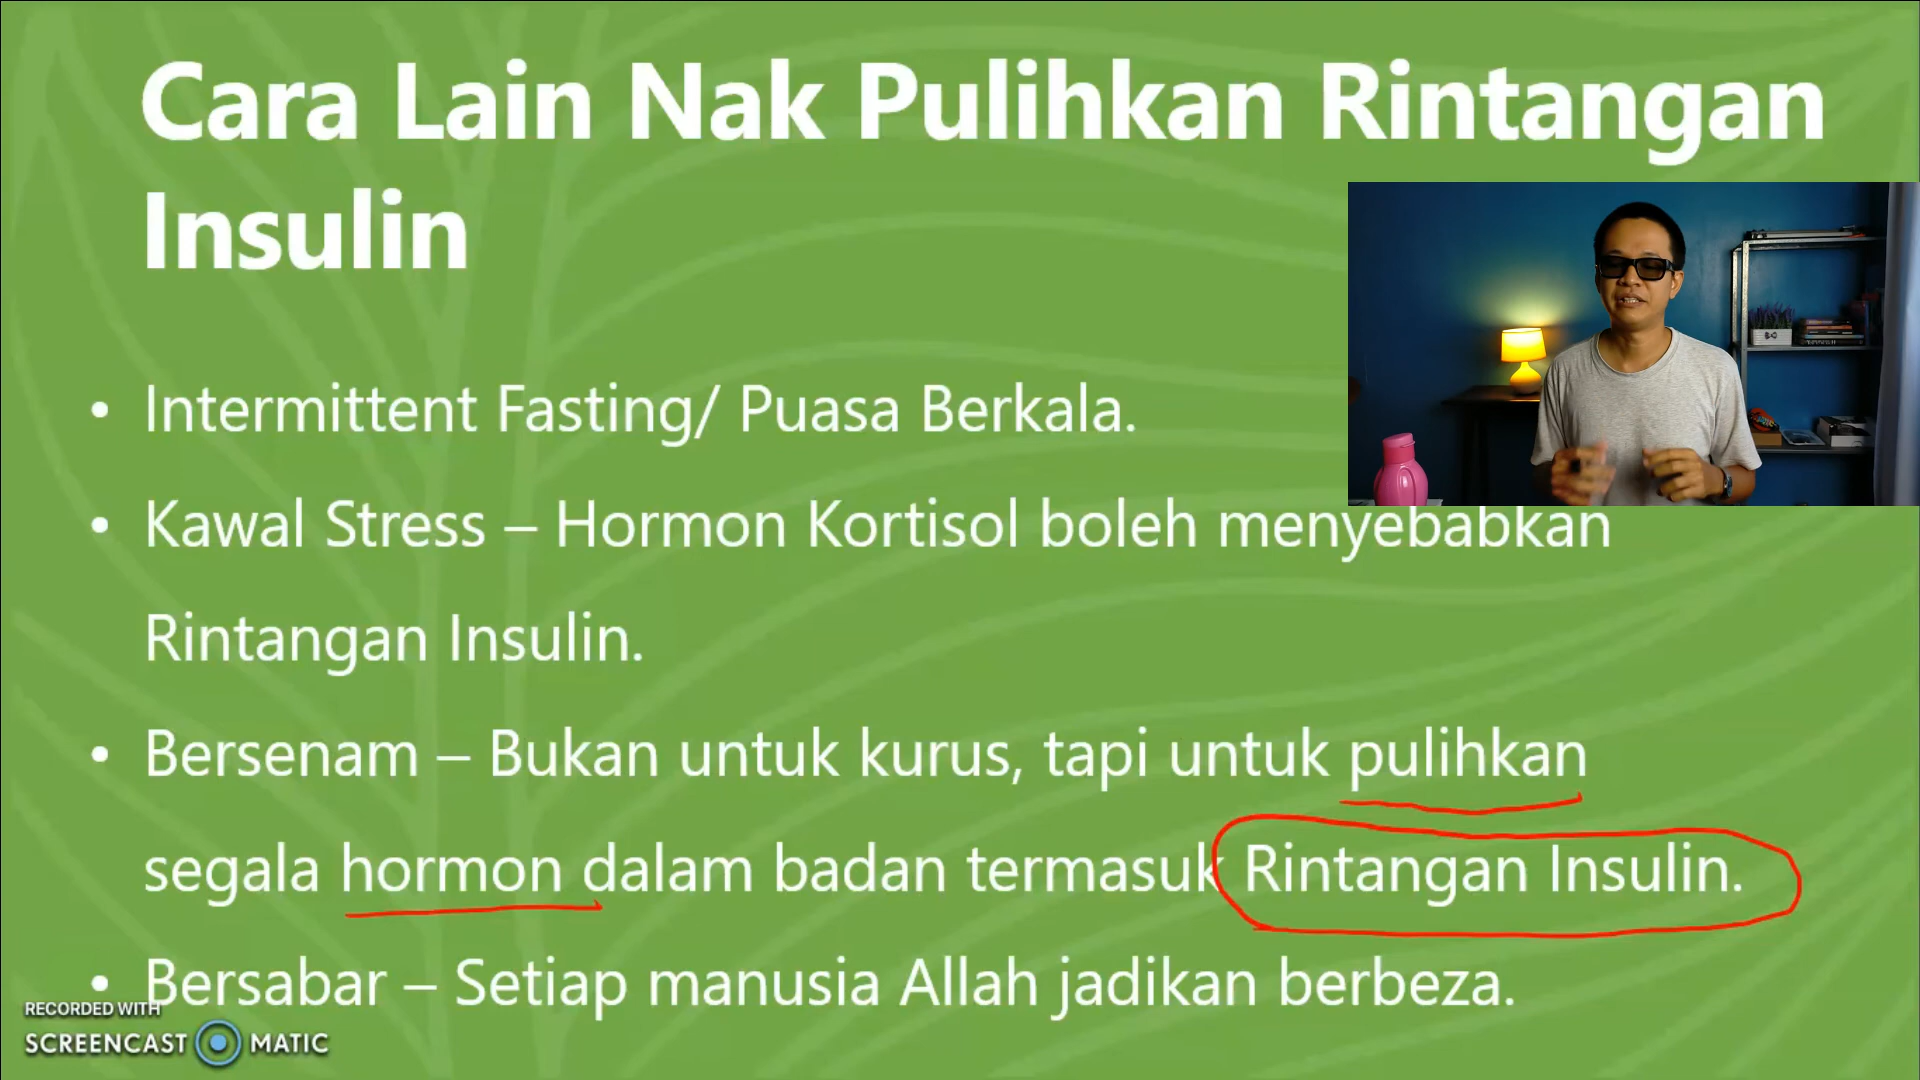 Cara Lain Nak Pulihkan Rintangan
Insulin
• Intermittent Fasting/ Puasa Berkala.
• Kawal Stress – Hormon Kortisol boleh menyebabkan
Rintangan Insulin.
• Bersenam – Bukan untuk kurus, tapi untuk pulihkan
segala hormon dalam badan termasuk Rintangan Insulin.
• Bersabar – Setiap manusia Allah jadikan berbeza.
RECORDED WITH
SCREENCAST MATIC